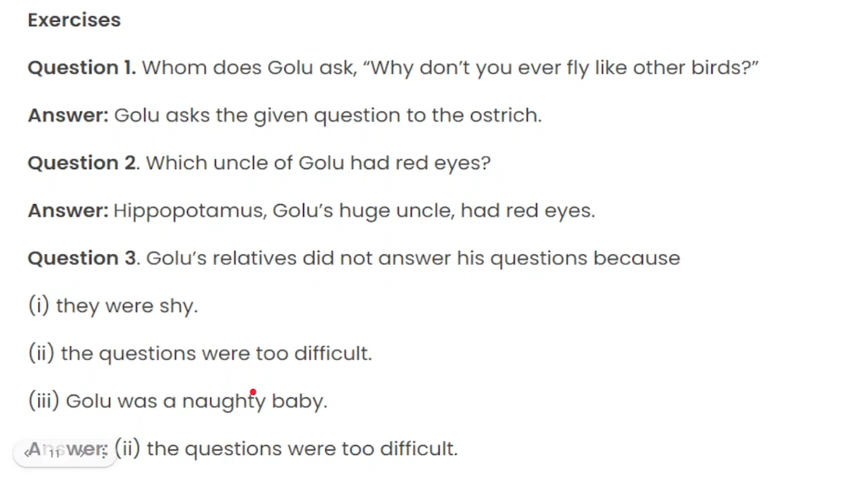 Exercises
Question 1. Whom does Golu ask, “Why don’t you ever fly like other birds?”
Answer: Golu asks the given question to the ostrich.
Question 2. Which uncle of Golu had red eyes?
Answer: Hippopotamus, Golu’s huge uncle, had red eyes.
Question 3. Golu’s relatives did not answer his questions because
(i) they were shy.
(ii) the questions were too difficult.
(iii) Golu was a naughty baby.
Answer: (ii) the questions were too difficult.
11